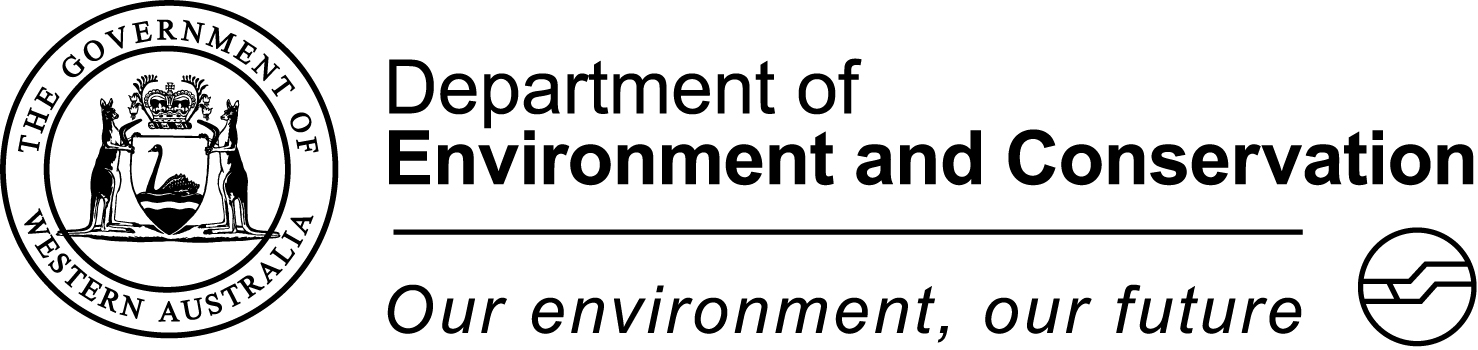 THE GOVERNMENT OF
WESTERN AUSTRALIA
Department of
Environment and Conservation
Our environment, our future